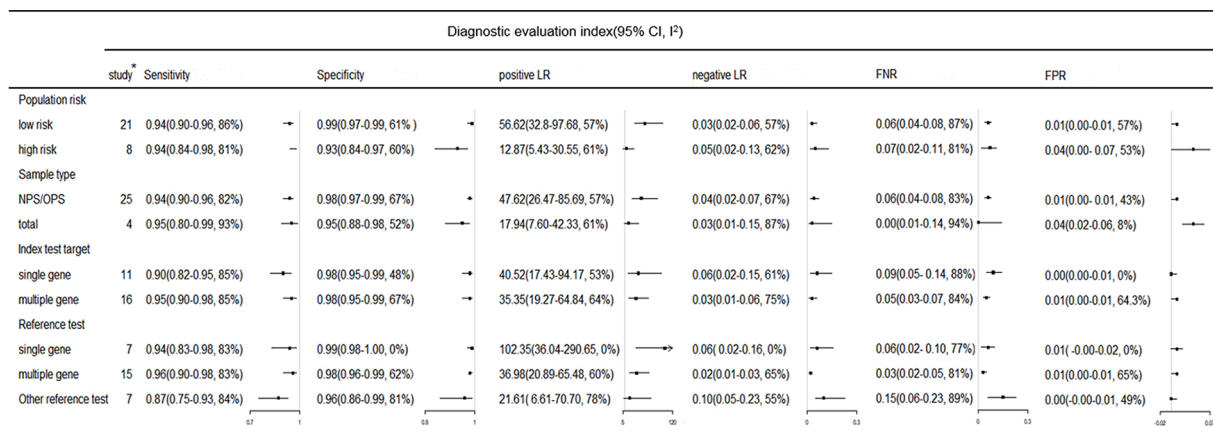 Diagnostic evaluation index(95% CI, I²)
study* Sensitivity Specificity positive LR negative LR FNR FPR
Population risk
low risk 21 0.94(0.90-0.96, 86%) 0.99(0.97-0.99, 61% ) 56.62(32.8-97.68, 57%) 0.03(0.02-0.06, 57%) 0.06(0.04-0.08, 87%) 0.01(0.00-0.01, 57%)
high risk 8 0.94(0.84-0.98, 81%) 0.93(0.84-0.97, 60%) 12.87(5.43-30.55, 61%) 0.05(0.02-0.13, 62%) 0.07(0.02-0.11, 81%) 0.04(0.00- 0.07, 53%)
Sample type
NPS/OPS 25 0.94(0.90-0.96, 82%) 0.98(0.97-0.99, 67%) 47.62(26.47-85.69, 57%) 0.04(0.02-0.07, 67%) 0.06(0.04-0.08, 83%) 0.01(0.00- 0.01, 43%)
total 4 0.95(0.80-0.99, 93%) 0.95(0.88-0.98, 52%) 17.94(7.60-42.33, 61%) 0.03(0.01-0.15, 87%) 0.00(0.01-0.14, 94%) 0.04(0.02-0.06, 8%)
Index test target
single gene 11 0.90(0.82-0.95, 85%) 0.98(0.95-0.99, 48%) 40.52(17.43-94.17, 53%) 0.06(0.02-0.15, 61%) 0.09(0.05- 0.14, 88%) 0.00(0.00-0.01, 0%)
multiple gene 16 0.95(0.90-0.98, 85%) 0.98(0.95-0.99, 67%) 35.35(19.27-64.84, 64%) 0.03(0.01-0.06, 75%) 0.05(0.03-0.07, 84%) 0.01(0.00-0.01, 64.3%)
Reference test
single gene 7 0.94(0.83-0.98, 83%) 0.99(0.98-1.00, 0%) 102.35(36.04-290.65, 0%) 0.06( 0.02-0.16, 0%) 0.06(0.02- 0.10, 77%) 0.01( -0.00-0.02, 0%)
multiple gene 15 0.96(0.90-0.98, 83%) 0.98(0.96-0.99, 62%) 36.98(20.89-65.48, 60%) 0.02(0.01-0.03, 65%) 0.03(0.02-0.05, 81%) 0.01(0.00-0.01, 65%)
Other reference test 7 0.87(0.75-0.93, 84%) 0.96(0.86-0.99, 81%) 21.61( 6.61-70.70, 78%) 0.10(0.05-0.23, 55%) 0.15(0.06-0.23, 89%) 0.00(-0.00-0.01, 49%)
0.7 1 0.8 1 5 120 0 0.3 0 0.3 -0.02